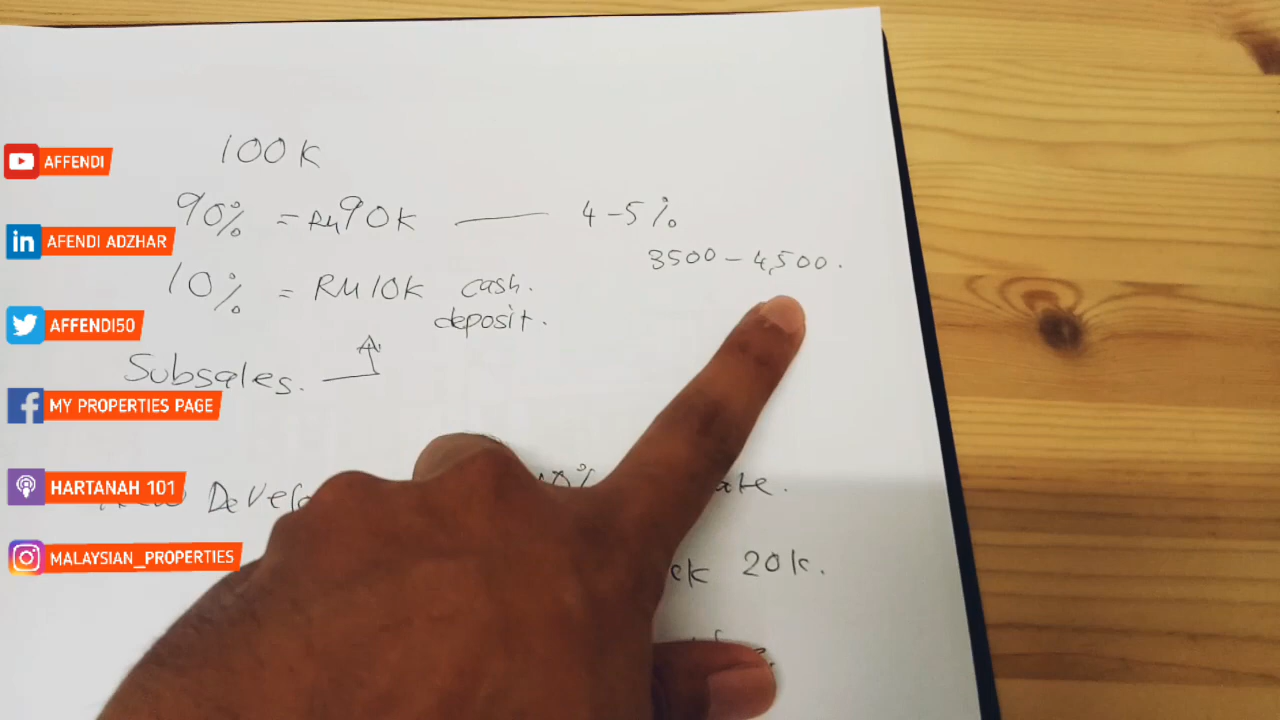 100K
AFFENDI
90% = RM90K — 4-5%
AFENDI ADZHAR
3500 - 4,500.
10% = RM10K cash
deposit.
AFFENDI50
Subsales.
MY PROPERTIES PAGE
HARTANAH 101
10%
20k.
MALAYSIAN_PROPERTIES